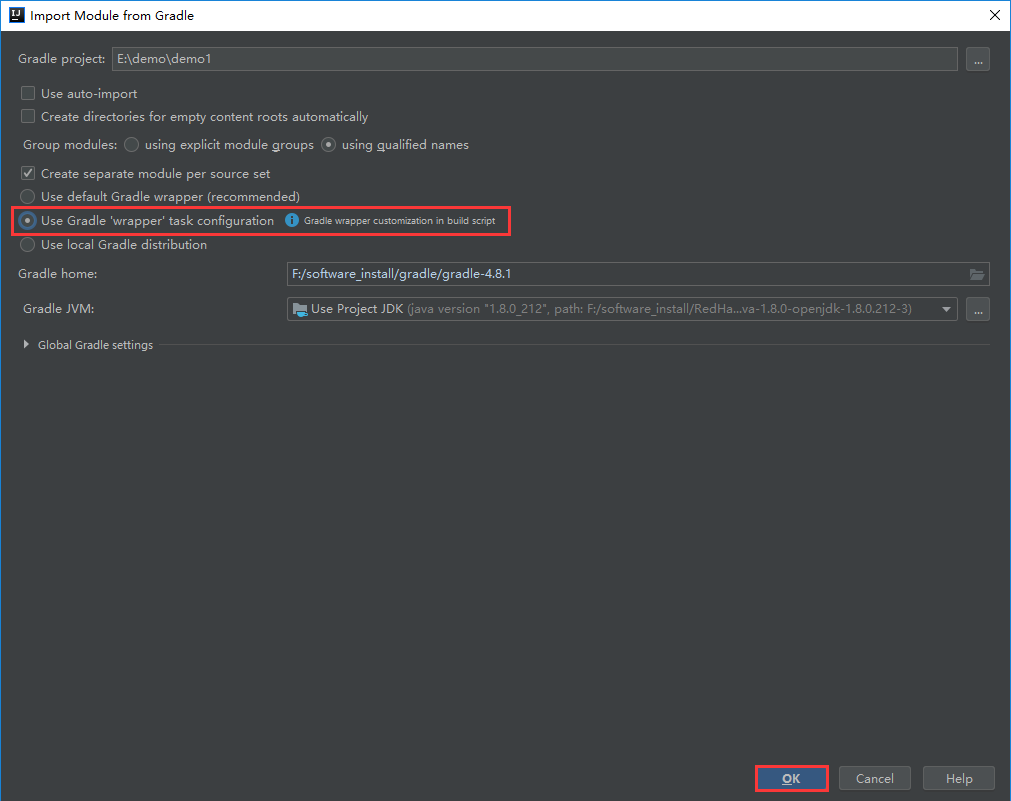 Import Module from Gradle
Gradle project: E:\demo\demo1 ...
Use auto-import
Create directories for empty content roots automatically
Group modules: using explicit module groups using qualified names
Create separate module per source set
Use default Gradle wrapper (recommended)
Use Gradle 'wrapper' task configuration Gradle wrapper customization in build script
Use local Gradle distribution
Gradle home: F:/software_install/gradle/gradle-4.8.1
Gradle JVM: Use Project JDK (java version "1.8.0_212", path: F:/software_install/RedHa...va-1.8.0-openjdk-1.8.0.212-3) ...
Global Gradle settings
OK Cancel Help